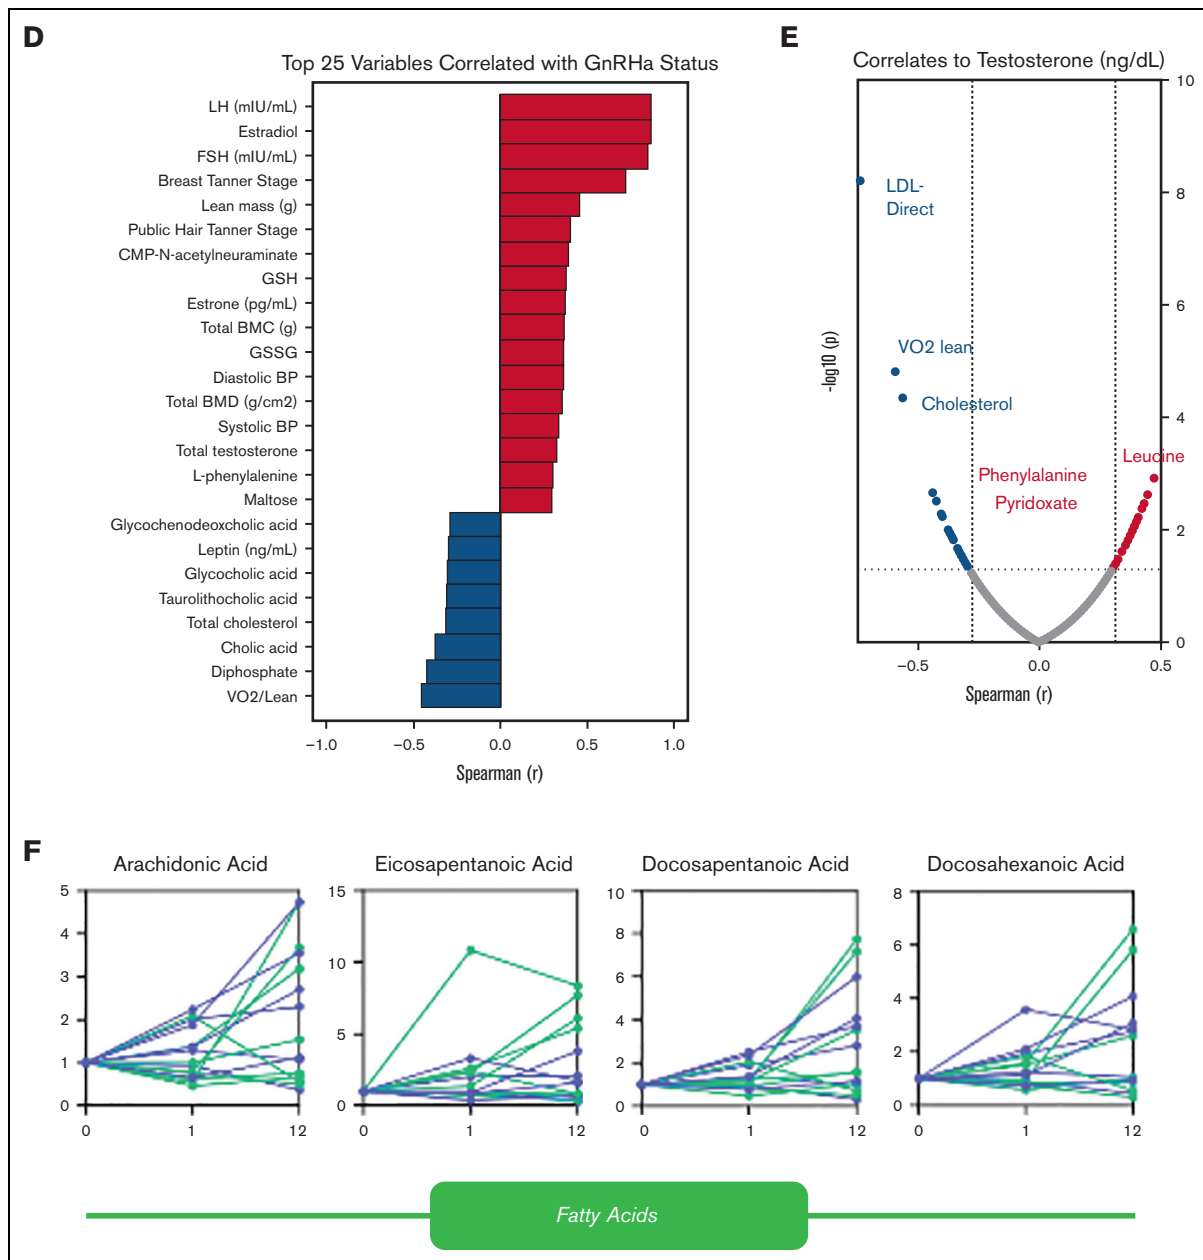 D
Top 25 Variables Correlated with GnRHa Status
LH (mIU/mL)
Estradiol
FSH (mIU/mL)
Breast Tanner Stage
Lean mass (g)
Public Hair Tanner Stage
CMP-N-acetylneuraminate
GSH
Estrone (pg/mL)
Total BMC (g)
GSSG
Diastolic BP
Total BMD (g/cm2)
Systolic BP
Total testosterone
L-phenylalenine
Maltose
Glycochenodeoxcholic acid
Leptin (ng/mL)
Glycocholic acid
Taurolithocholic acid
Total cholesterol
Cholic acid
Diphosphate
VO2/Lean
−1.0 −0.5 0.0 0.5 1.0
Spearman (r)
E
Correlates to Testosterone (ng/dL)
10
8
6
4
2
0
-log10 (p)
LDL-
Direct
VO2 lean
Cholesterol
Leucine
Phenylalanine
Pyridoxate
−0.5 0.0 0.5
Spearman (r)
F
Arachidonic Acid
5
4
3
2
1
0
0 1 12
Eicosapentanoic Acid
15
10
5
0
0 1 12
Docosapentanoic Acid
10
8
6
4
2
0
0 1 12
Docosahexanoic Acid
8
6
4
2
0
0 1 12
Fatty Acids